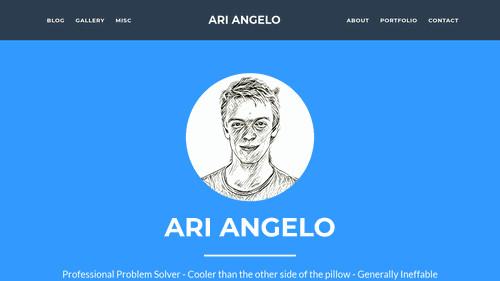 BLOG GALLERY MISC ARI ANGELO ABOUT PORTFOLIO CONTACT
ARI ANGELO
Professional Problem Solver - Cooler than the other side of the pillow - Generally Ineffable